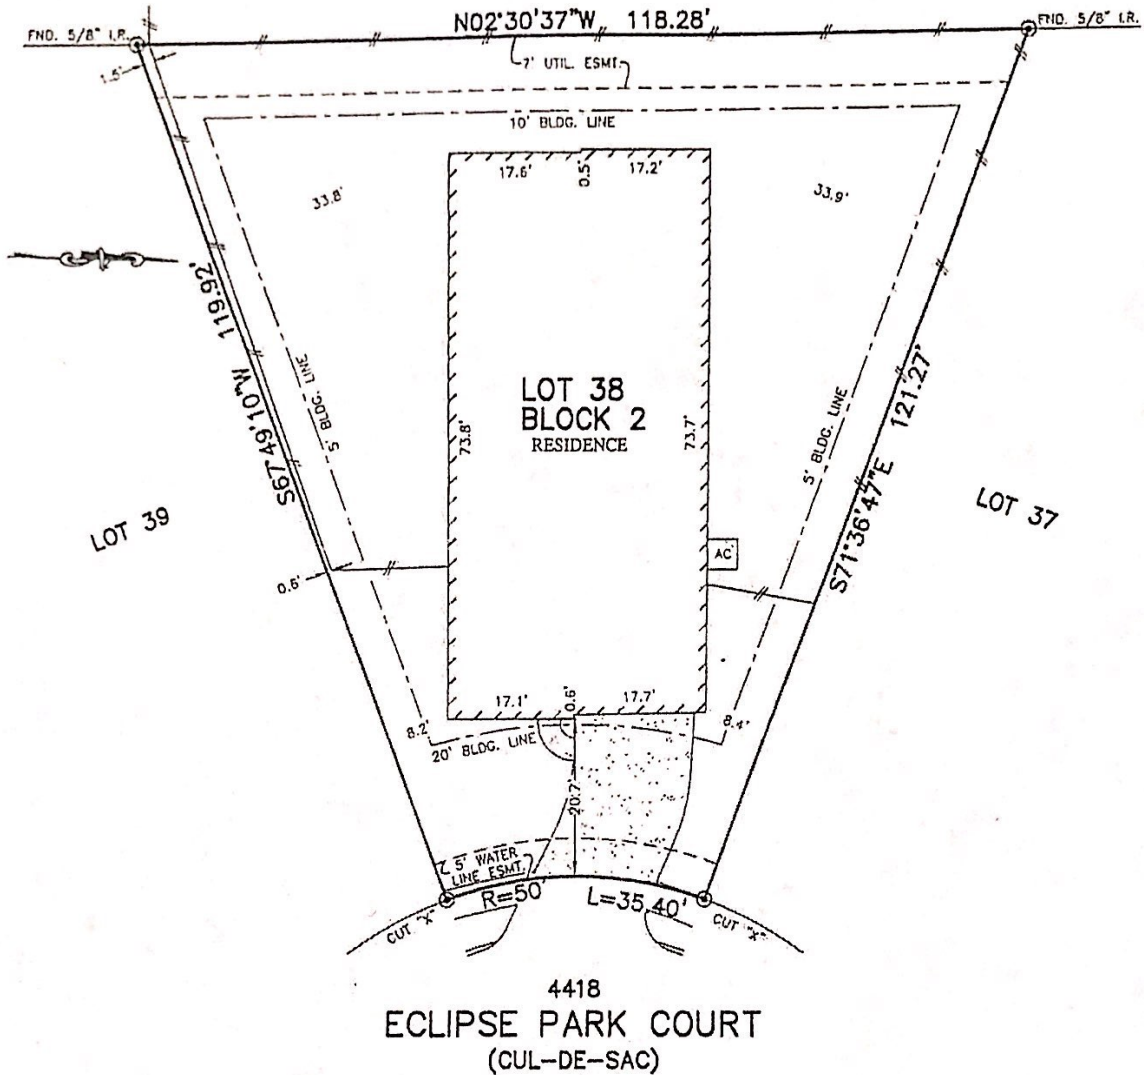 N02°30'37"W 118.28'
FND. 5/8" I.R.
FND. 5/8" I.R.
1.5'
7' UTIL. ESMT.
10' BLDG. LINE
17.6'
0.5'
17.2'
33.8'
33.9'
S67°49'10"W 119.92'
5' BLDG. LINE
LOT 38
BLOCK 2
RESIDENCE
73.8'
73.7'
5' BLDG. LINE
S71°36'47"E 121.27'
LOT 39
LOT 37
AC
0.6'
17.1'
0.6'
17.7'
8.2'
8.4'
20' BLDG. LINE
20.7'
5' WATER
LINE ESMT.
R=50' L=35.40'
CUT "X"
CUT "X"
4418
ECLIPSE PARK COURT
(CUL-DE-SAC)